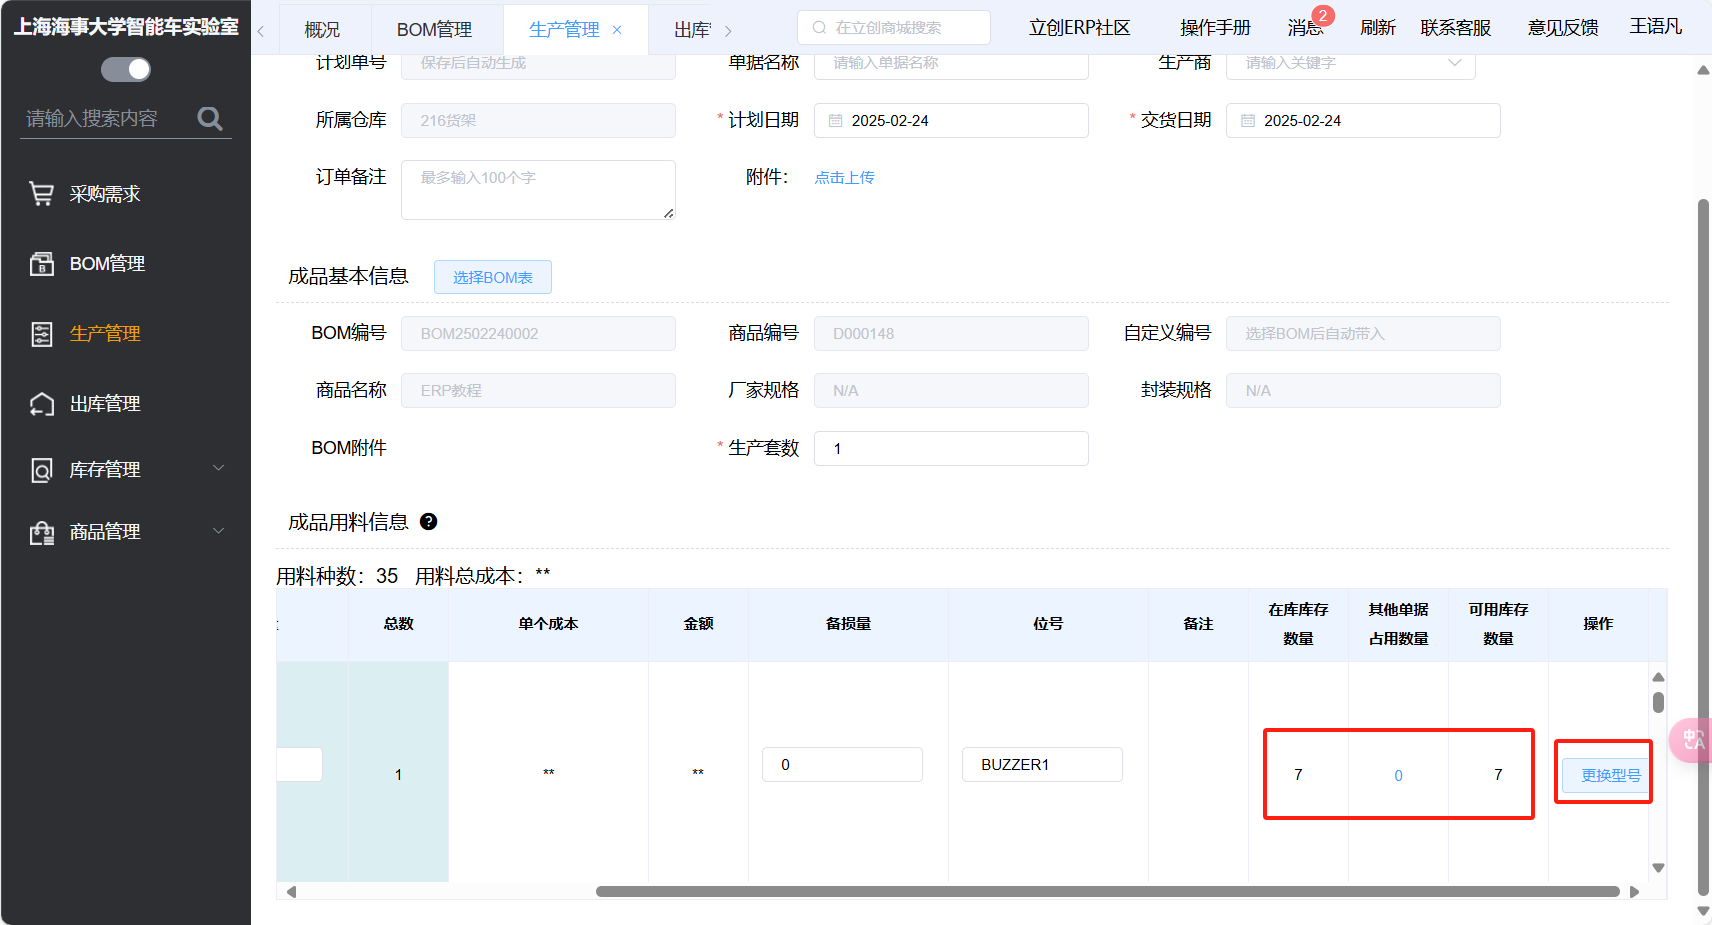 上海海事大学智能车实验室
概况
BOM管理
生产管理
出库
在立创商城搜索
立创ERP社区
操作手册
消息
2
刷新
联系客服
意见反馈
王语凡
请输入搜索内容
采购需求
BOM管理
生产管理
出库管理
库存管理
商品管理
计划单号
保存后自动生成
单据名称
请输入单据名称
生产商
请输入关键字
所属仓库
216货架
* 计划日期
2025-02-24
* 交货日期
2025-02-24
订单备注
最多输入100个字
附件：
点击上传
成品基本信息
选择BOM表
BOM编号
BOM2502240002
商品编号
D000148
自定义编号
选择BOM后自动带入
商品名称
ERP教程
厂家规格
N/A
封装规格
N/A
BOM附件
* 生产套数
1
成品用料信息 ?
用料种数：35 用料总成本：**
总数
单个成本
金额
备损量
位号
备注
在库库存
数量
其他单据
占用数量
可用库存
数量
操作
1
**
**
0
BUZZER1
7
0
7
更换型号
中A